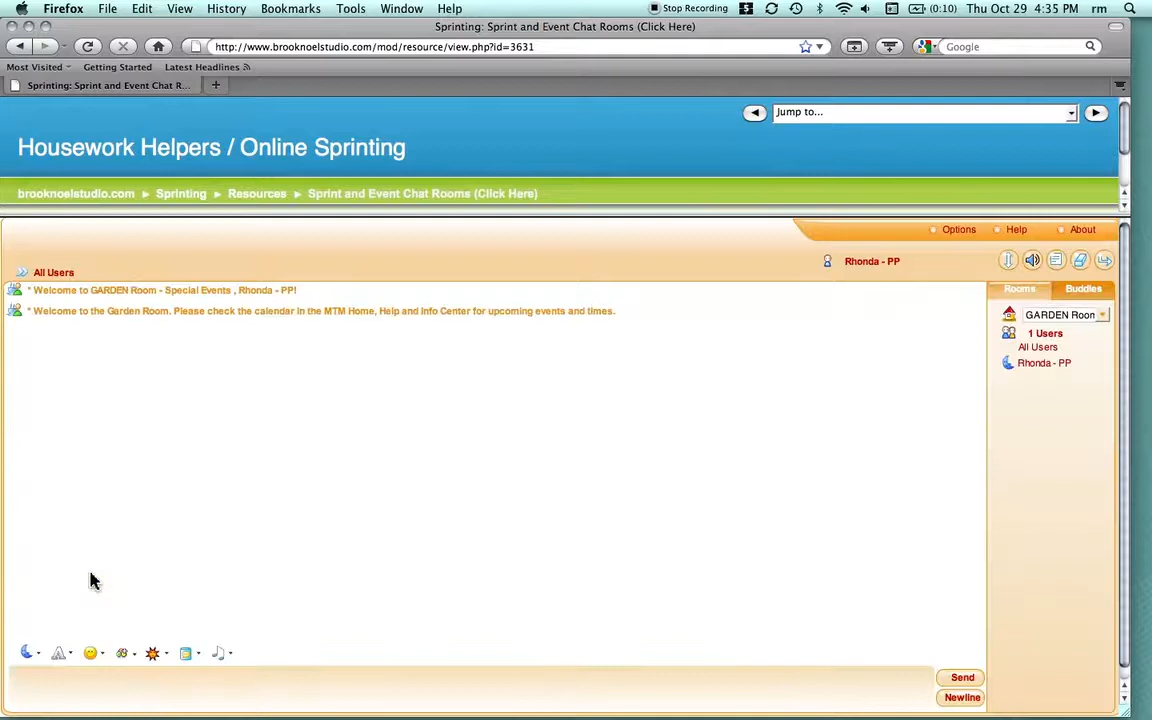 Firefox File Edit View History Bookmarks Tools Window Help Stop Recording (0:10) Thu Oct 29 4:35 PM rm
Sprinting: Sprint and Event Chat Rooms (Click Here)
http://www.brooknoelstudio.com/mod/resource/view.php?id=3631 Google
Most Visited Getting Started Latest Headlines
Sprinting: Sprint and Event Chat R... +
Jump to...
Housework Helpers / Online Sprinting
brooknoelstudio.com ► Sprinting ► Resources ► Sprint and Event Chat Rooms (Click Here)
Options Help About
All Users Rhonda - PP
* Welcome to GARDEN Room - Special Events , Rhonda - PP!
* Welcome to the Garden Room. Please check the calendar in the MTM Home, Help and Info Center for upcoming events and times.
Rooms Buddies
GARDEN Room
1 Users
All Users
Rhonda - PP
Send
Newline